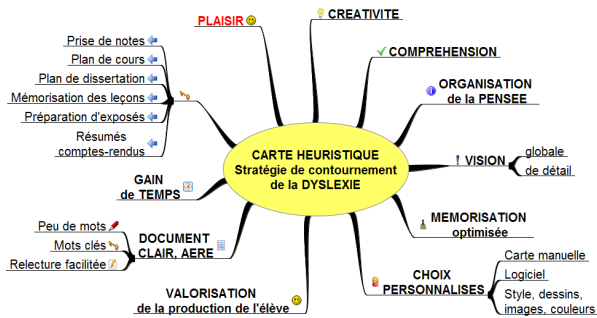 CARTE HEURISTIQUE
Stratégie de contournement
de la DYSLEXIE
CREATIVITE
COMPREHENSION
ORGANISATION
de la PENSEE
VISION
globale
de détail
MEMORISATION
optimisée
CHOIX
PERSONNALISES
Carte manuelle
Logiciel
Style, dessins,
images, couleurs
VALORISATION
de la production de l'élève
DOCUMENT
CLAIR, AERE
Peu de mots
Mots clés
Relecture facilitée
GAIN
de TEMPS
Prise de notes
Plan de cours
Plan de dissertation
Mémorisation des leçons
Préparation d'exposés
Résumés
comptes-rendus
PLAISIR